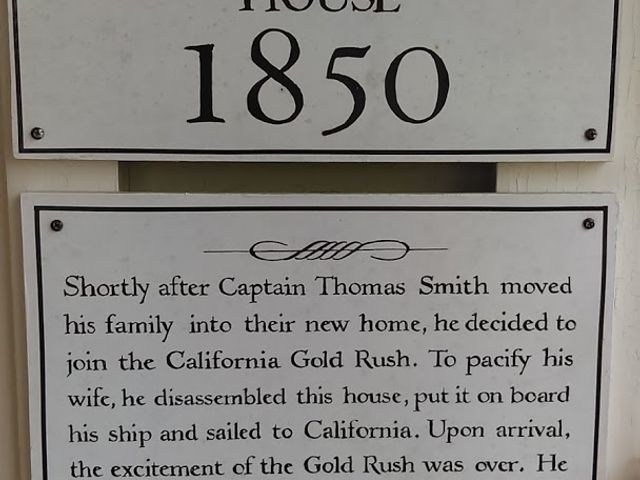 HOUSE
1850
Shortly after Captain Thomas Smith moved
his family into their new home, he decided to
join the California Gold Rush. To pacify his
wife, he disassembled this house, put it on board
his ship and sailed to California. Upon arrival,
the excitement of the Gold Rush was over. He